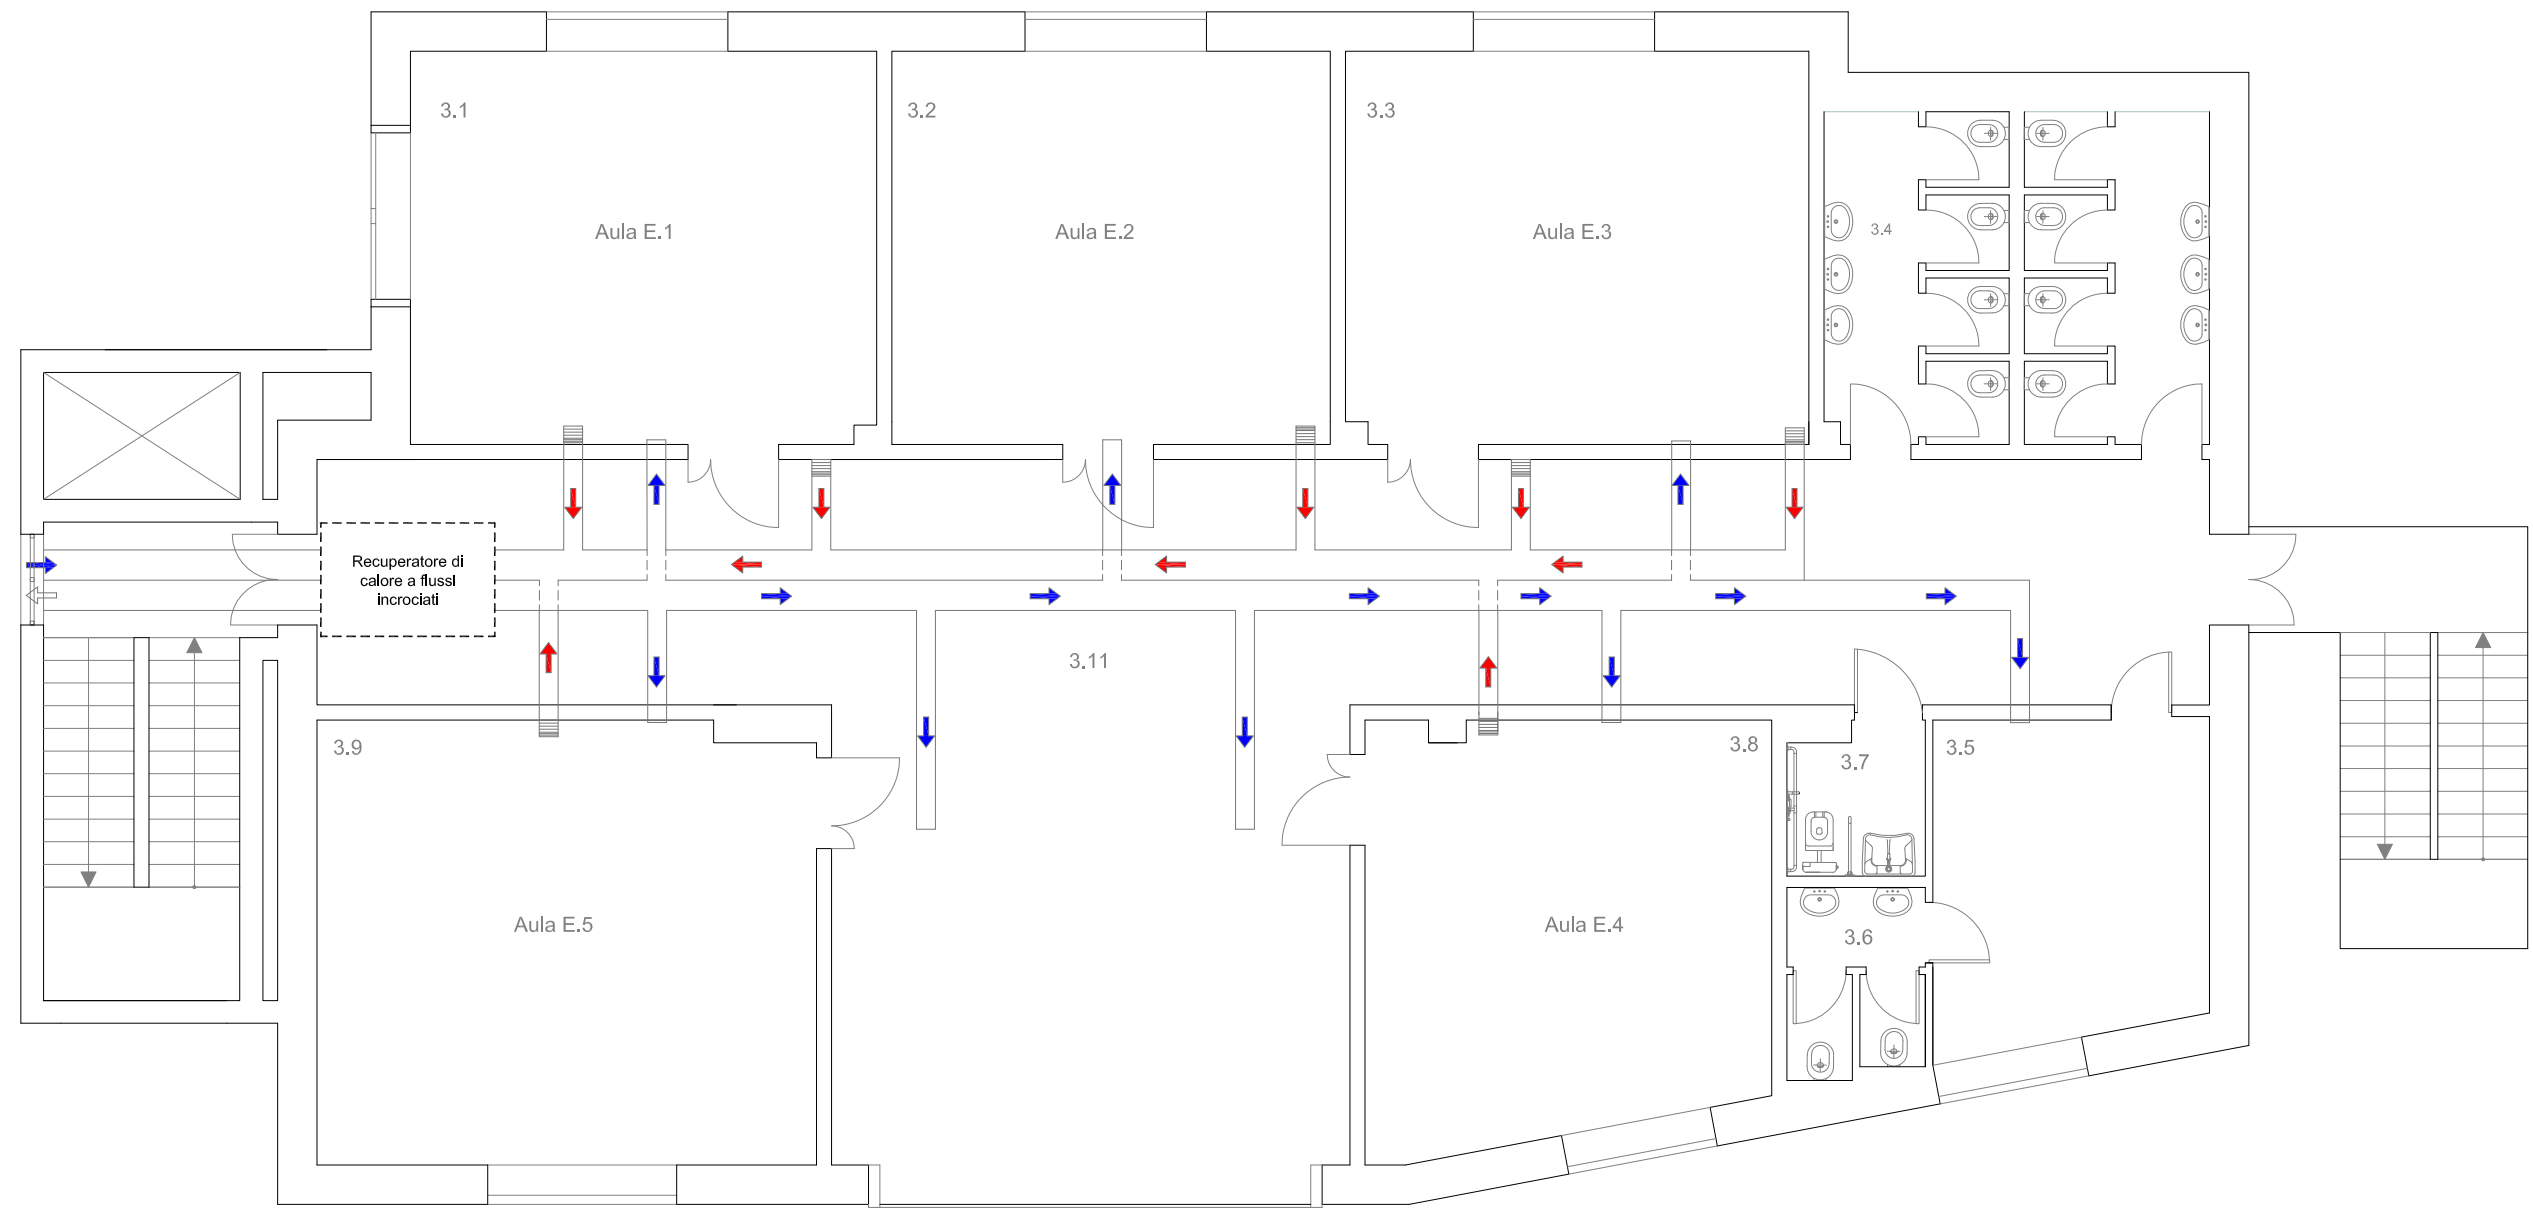 3.1
3.2
3.3
Aula E.1
Aula E.2
Aula E.3
3.4
Recuperatore di
calore a flussI
incrociati
3.11
3.9
3.8
3.7
3.5
Aula E.5
Aula E.4
3.6